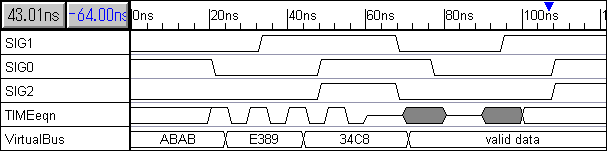 43.01ns -64.00ns 0ns 20ns 40ns 60ns 80ns 100ns
SIG1
SIG0
SIG2
TIMEeqn
VirtualBus ABAB E389 34C8 valid data